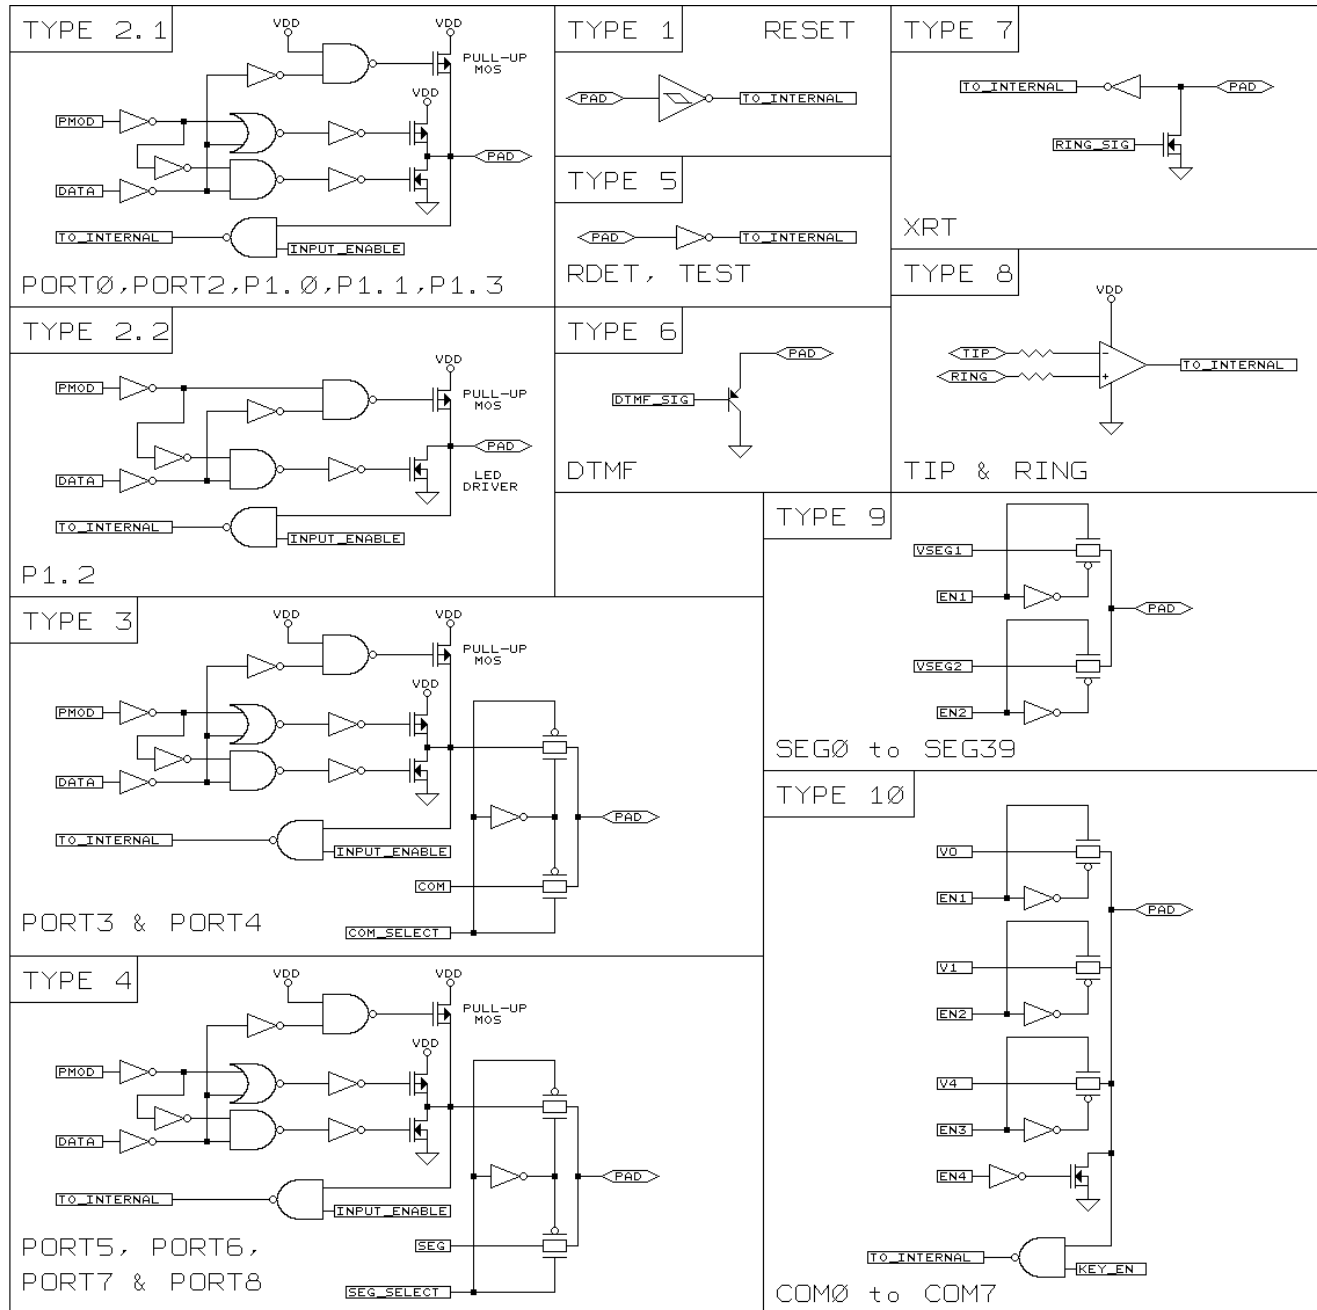 TYPE 2.1
VDD
VDD
PULL-UP
MOS
VDD
PMOD
PAD
DATA
TO_INTERNAL
INPUT_ENABLE
PORTØ,PORT2,P1.Ø,P1.1,P1.3
TYPE 1 RESET
PAD
TO_INTERNAL
TYPE 5
PAD
TO_INTERNAL
RDET, TEST
TYPE 7
TO_INTERNAL
PAD
RING_SIG
XRT
TYPE 2.2
VDD
PULL-UP
MOS
PMOD
PAD
DATA
LED
DRIVER
TO_INTERNAL
INPUT_ENABLE
P1.2
TYPE 6
PAD
DTMF_SIG
DTMF
TYPE 8
VDD
TIP
-
RING
+
TO_INTERNAL
TIP & RING
TYPE 3
VDD
VDD
PULL-UP
MOS
VDD
PMOD
DATA
PAD
TO_INTERNAL
INPUT_ENABLE
COM
COM_SELECT
PORT3 & PORT4
TYPE 9
VSEG1
EN1
PAD
VSEG2
EN2
SEGØ to SEG39
TYPE 4
VDD
VDD
PULL-UP
MOS
VDD
PMOD
DATA
PAD
TO_INTERNAL
INPUT_ENABLE
SEG
SEG_SELECT
PORT5, PORT6,
PORT7 & PORT8
TYPE 1Ø
V0
EN1
PAD
V1
EN2
V4
EN3
EN4
TO_INTERNAL
KEY_EN
COMØ to COM7